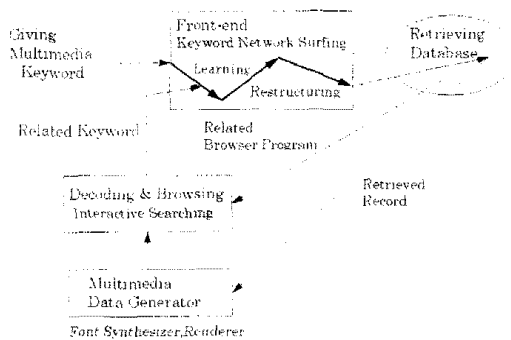 Giving
Multimedia
Keyword
Front-end
Keyword Network Surfing
Learning
Restructuring
Retrieving
Database
Related Keyword
Related
Browser Program
Decoding & Browsing
Interactive Searching
Retrieved
Record
Multimedia
Data Generator
Font Synthesizer,Renderer